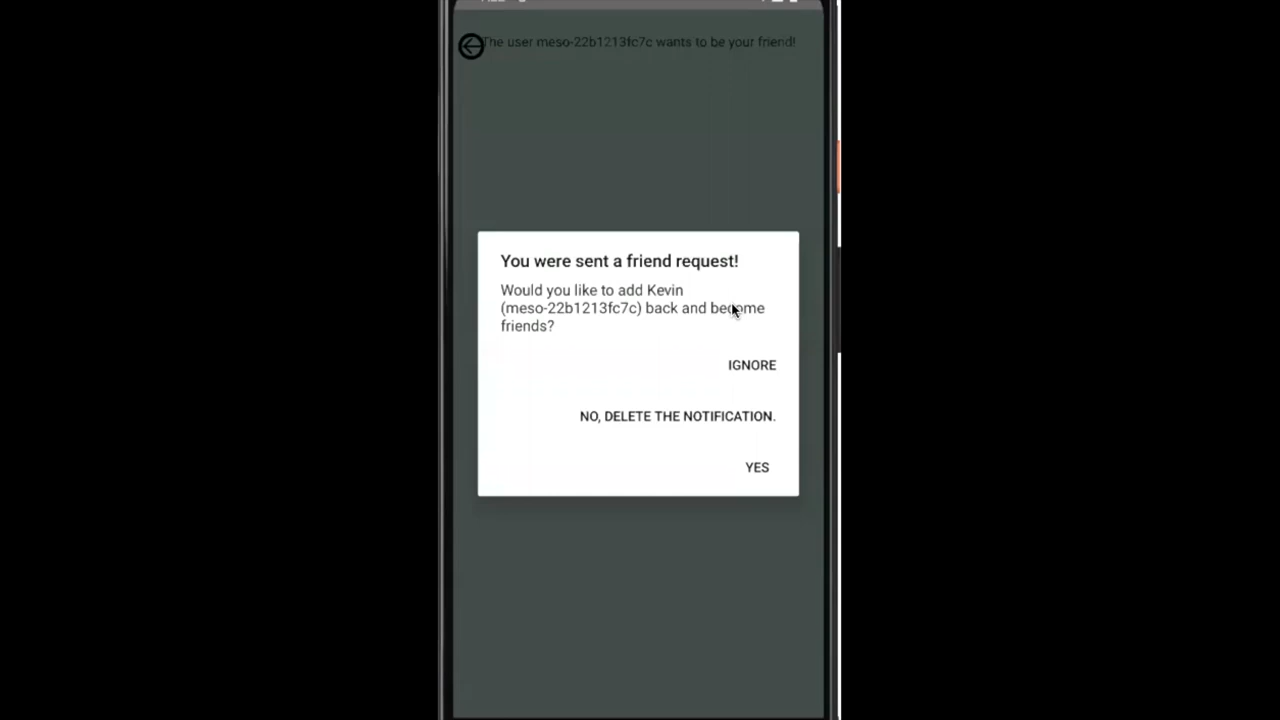 The user meso-22b1213fc7c wants to be your friend!
You were sent a friend request!
Would you like to add Kevin
(meso-22b1213fc7c) back and become
friends?
IGNORE
NO, DELETE THE NOTIFICATION.
YES